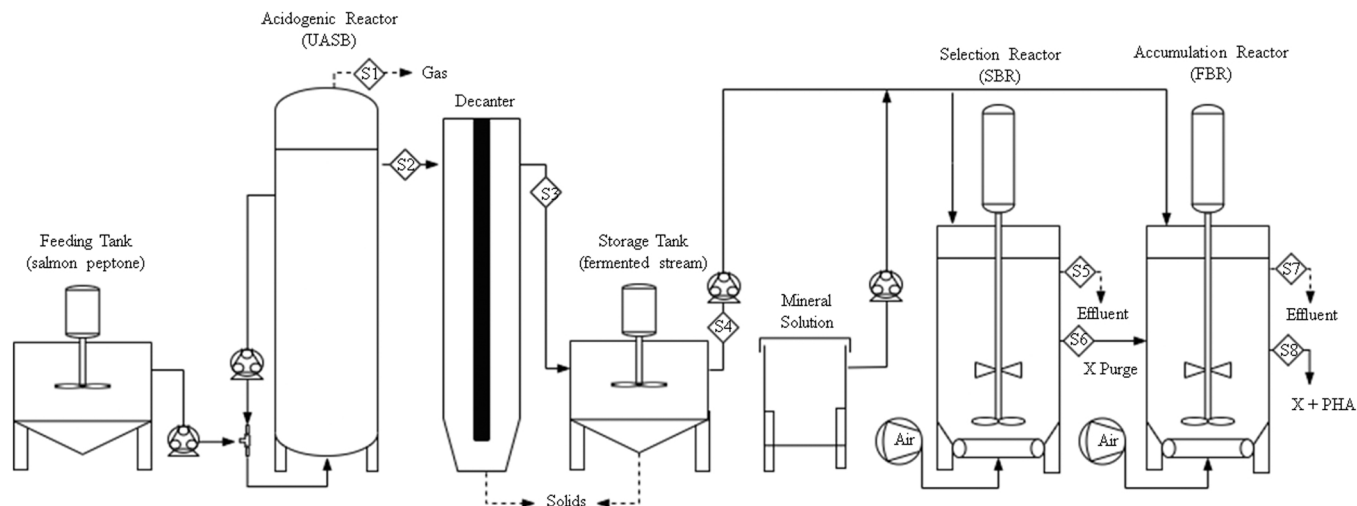 Acidogenic Reactor
(UASB)
S1
Gas
Decanter
S2
S3
Feeding Tank
(salmon peptone)
Storage Tank
(fermented stream)
S4
Mineral
Solution
Selection Reactor
(SBR)
Accumulation Reactor
(FBR)
S5
Effluent
S6
X Purge
S7
Effluent
S8
X + PHA
Air
Air
Solids